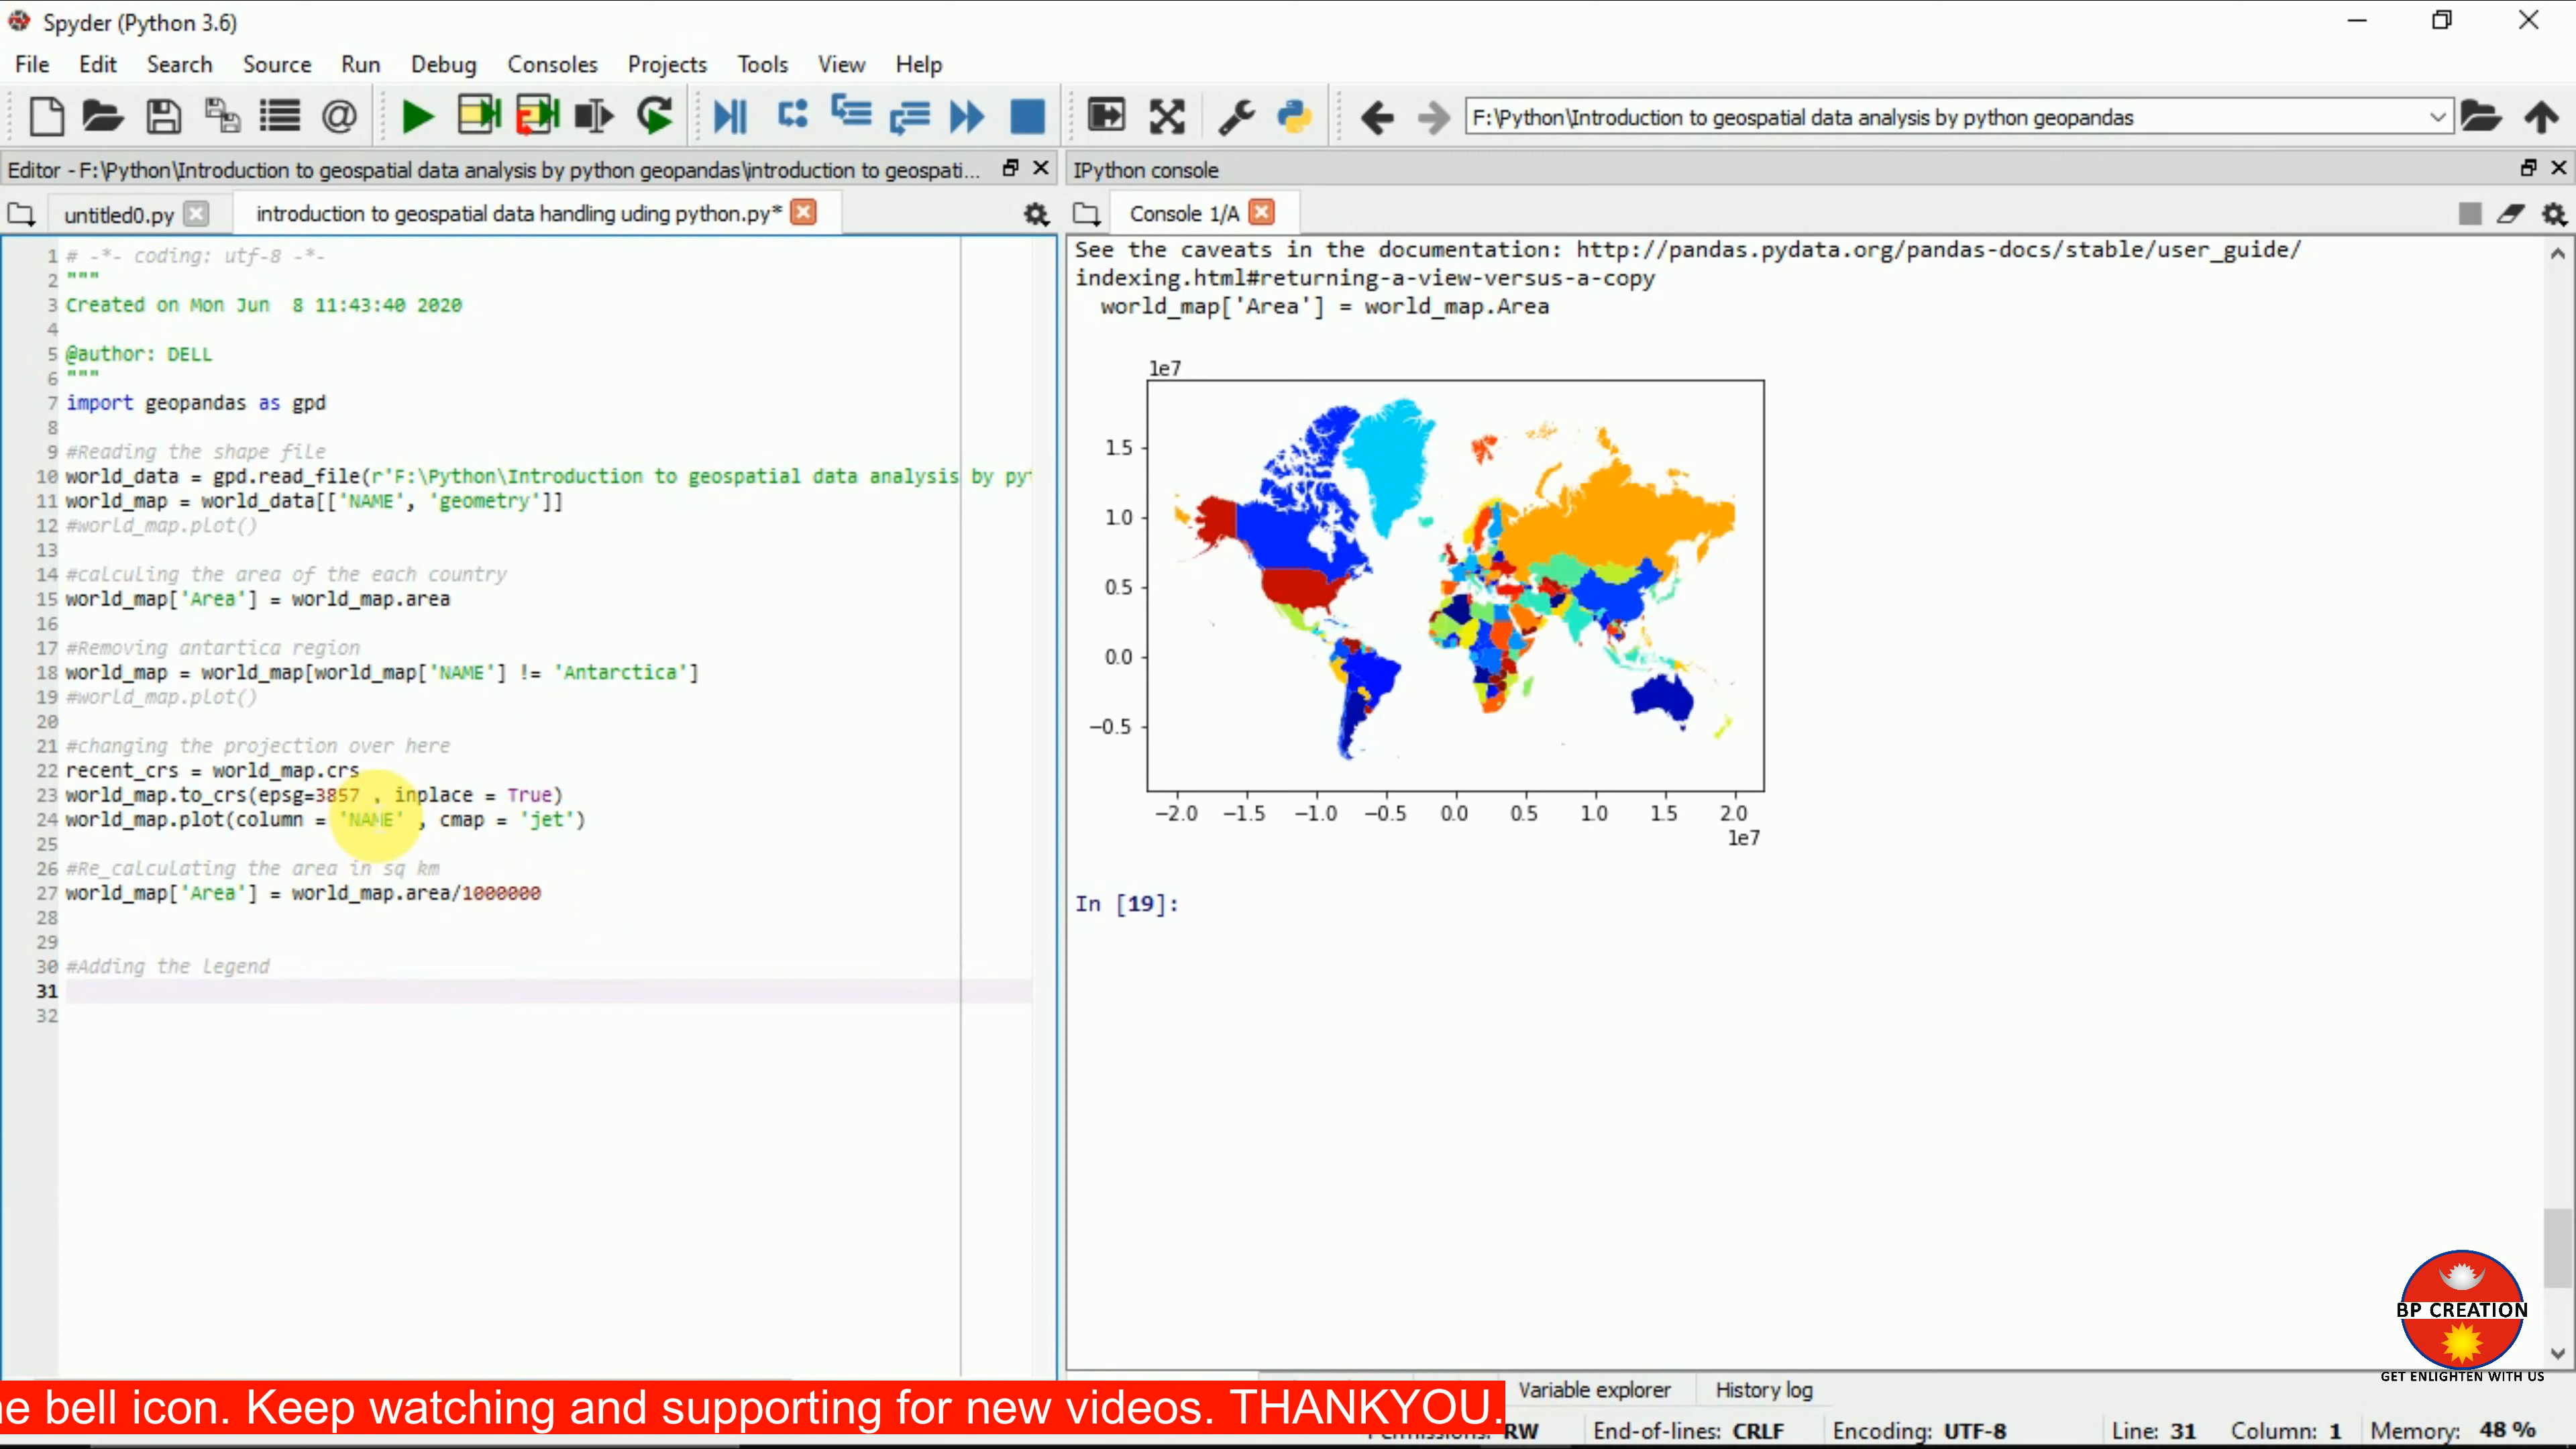 Spyder (Python 3.6)
File Edit Search Source Run Debug Consoles Projects Tools View Help
F:\Python\Introduction to geospatial data analysis by python geopandas
Editor - F:\Python\Introduction to geospatial data analysis by python geopandas\introduction to geospati...
IPython console
untitled0.py
introduction to geospatial data handling uding python.py*
Console 1/A
1 # -*- coding: utf-8 -*-
2 """
3 Created on Mon Jun  8 11:43:40 2020
4
5 @author: DELL
6 """
7 import geopandas as gpd
8
9 #Reading the shape file
10 world_data = gpd.read_file(r'F:\Python\Introduction to geospatial data analysis by py
11 world_map = world_data[['NAME', 'geometry']]
12 #world_map.plot()
13
14 #calculing the area of the each country
15 world_map['Area'] = world_map.area
16
17 #Removing antartica region
18 world_map = world_map[world_map['NAME'] != 'Antarctica']
19 #world_map.plot()
20
21 #changing the projection over here
22 recent_crs = world_map.crs
23 world_map.to_crs(epsg=3857 , inplace = True)
24 world_map.plot(column = 'NAME' , cmap = 'jet')
25
26 #Re_calculating the area in sq km
27 world_map['Area'] = world_map.area/1000000
28
29
30 #Adding the Legend
31
32
See the caveats in the documentation: http://pandas.pydata.org/pandas-docs/stable/user_guide/
indexing.html#returning-a-view-versus-a-copy
world_map['Area'] = world_map.Area
1e7
1.5
1.0
0.5
0.0
−0.5
−2.0 −1.5 −1.0 −0.5 0.0 0.5 1.0 1.5 2.0
1e7
In [19]:
BP CREATION
GET ENLIGHTEN WITH US
Variable explorer History log
e bell icon. Keep watching and supporting for new videos. THANKYOU.
RW End-of-lines: CRLF Encoding: UTF-8 Line: 31 Column: 1 Memory: 48 %